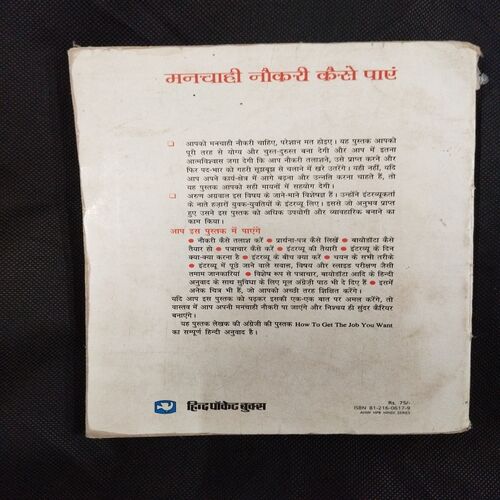 मनचाही नौकरी कैसे पाएं
❑ आपको मनचाही नौकरी चाहिए, परेशान मत होइए। यह पुस्तक आपको
पूरी तरह से योग्य और चुस्त-दुरुस्त बना देगी और आप में इतना
आत्मविश्वास जगा देगी कि आप नौकरी तलाशने, उसे प्राप्त करने और
फिर पद-भार को गहरी सूझबूझ से चलाने में खरे उतरेंगे। यही नहीं, यदि
आप अपने कार्य-क्षेत्र में आगे बढ़ना और उन्नति करना चाहते हैं, तो
यह पुस्तक आपको सही मायनों में सहयोग देगी।
❑ अरुण अग्रवाल इस विषय के जाने-माने विशेषज्ञ हैं। उन्होंने इंटरव्यूकर्ता
के नाते हजारों युवक-युवतियों के इंटरव्यू लिए। इससे जो अनुभव प्राप्त
हुए उसने इस पुस्तक को अधिक उपयोगी और व्यावहारिक बनाने का
काम किया।
आप इस पुस्तक में पाएंगे
● नौकरी कैसे तलाश करें ● प्रार्थना-पत्र कैसे लिखें ● बायोडॉटा कैसे
तैयार हो ● पत्राचार कैसे करें ● इंटरव्यू की तैयारी ● इंटरव्यू के दिन
क्या-क्या करना है ● इंटरव्यू के बीच क्या करें ● चयन के सभी तरीके
● इंटरव्यू में पूछे जाने वाले सवाल, विषय और स्लाइड परीक्षण जैसी
तमाम जानकारियां ● विशेष रूप से पत्राचार, बायोडॉटा आदि के हिन्दी
अनुवाद के साथ सुविधा के लिए मूल अंग्रेजी पाठ भी दे दिए हैं ● इसमें
अनेक चित्र भी हैं, जो आपको अच्छी तरह शिक्षित करेंगे।
यदि आप इस पुस्तक को पढ़कर इसकी एक-एक बात पर अमल करेंगे, तो
वास्तव में आप अपनी मनचाही नौकरी पा जाएंगे और निश्चय ही सुंदर कैरियर
बनाएंगे।
यह पुस्तक लेखक की अंग्रेजी की पुस्तक How To Get The Job You Want
का सम्पूर्ण हिन्दी अनुवाद है।
हिन्द पॉकेट बुक्स
Rs. 75/-
ISBN 81-216-0617-9